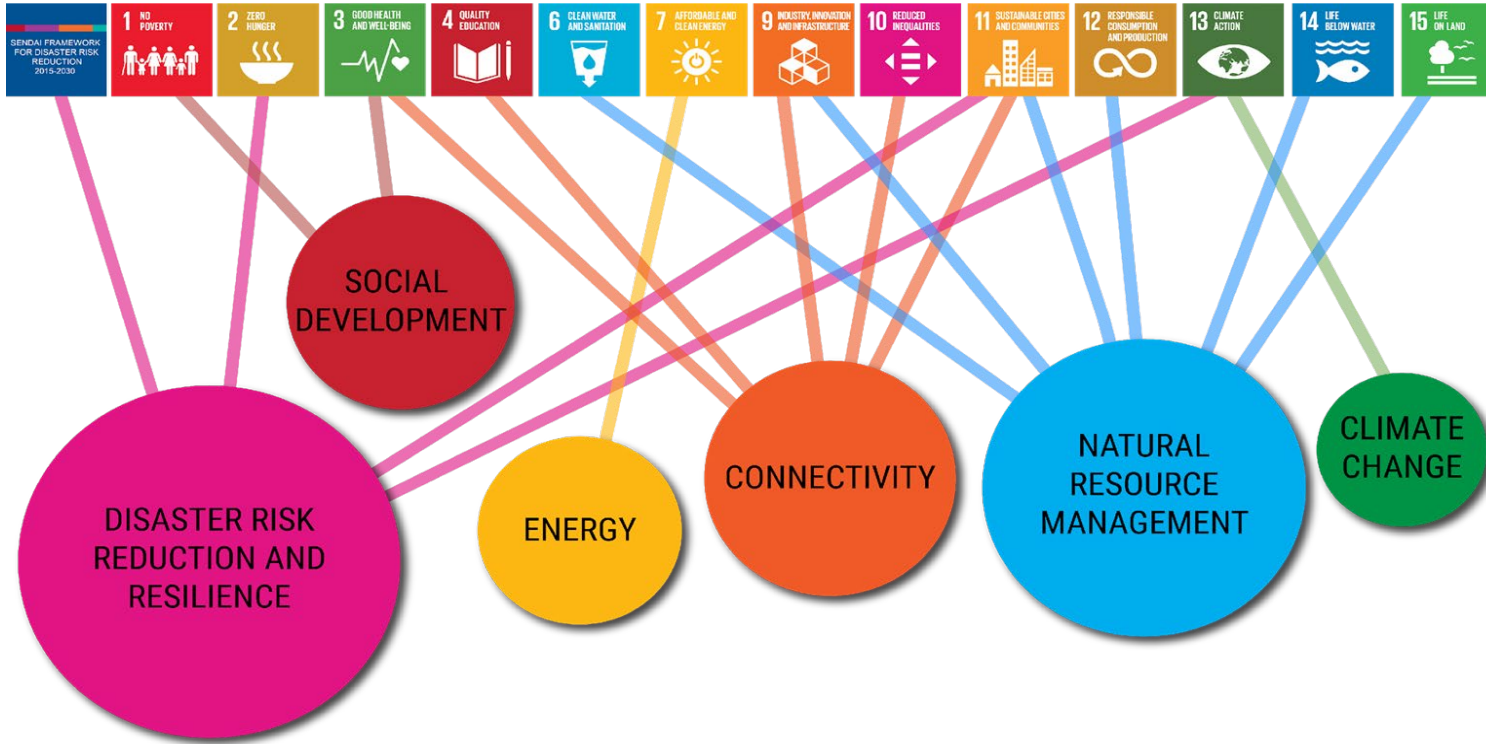 SENDAI FRAMEWORK
FOR DISASTER RISK
REDUCTION
2015-2030
1 NO
POVERTY
2 ZERO
HUNGER
3 GOOD HEALTH
AND WELL-BEING
4 QUALITY
EDUCATION
6 CLEAN WATER
AND SANITATION
7 AFFORDABLE AND
CLEAN ENERGY
9 INDUSTRY, INNOVATION
AND INFRASTRUCTURE
10 REDUCED
INEQUALITIES
11 SUSTAINABLE CITIES
AND COMMUNITIES
12 RESPONSIBLE
CONSUMPTION
AND PRODUCTION
13 CLIMATE
ACTION
14 LIFE
BELOW WATER
15 LIFE
ON LAND
SOCIAL
DEVELOPMENT
DISASTER RISK
REDUCTION AND
RESILIENCE
ENERGY
CONNECTIVITY
NATURAL
RESOURCE
MANAGEMENT
CLIMATE
CHANGE